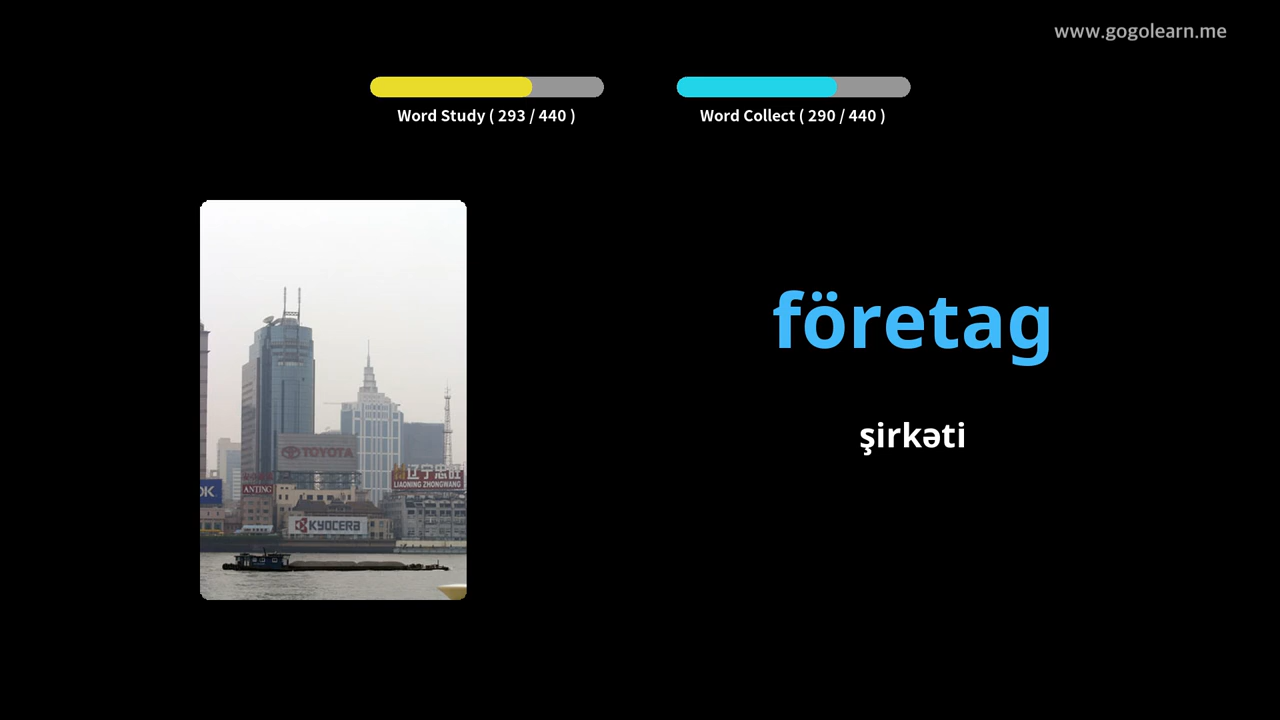 www.gogolearn.me
Word Study ( 293 / 440 )
Word Collect ( 290 / 440 )
företag
şirkəti
TOYOTA
辽宁忠旺
LIAONING ZHONGWANG
ANTING
OK
KYOCERA